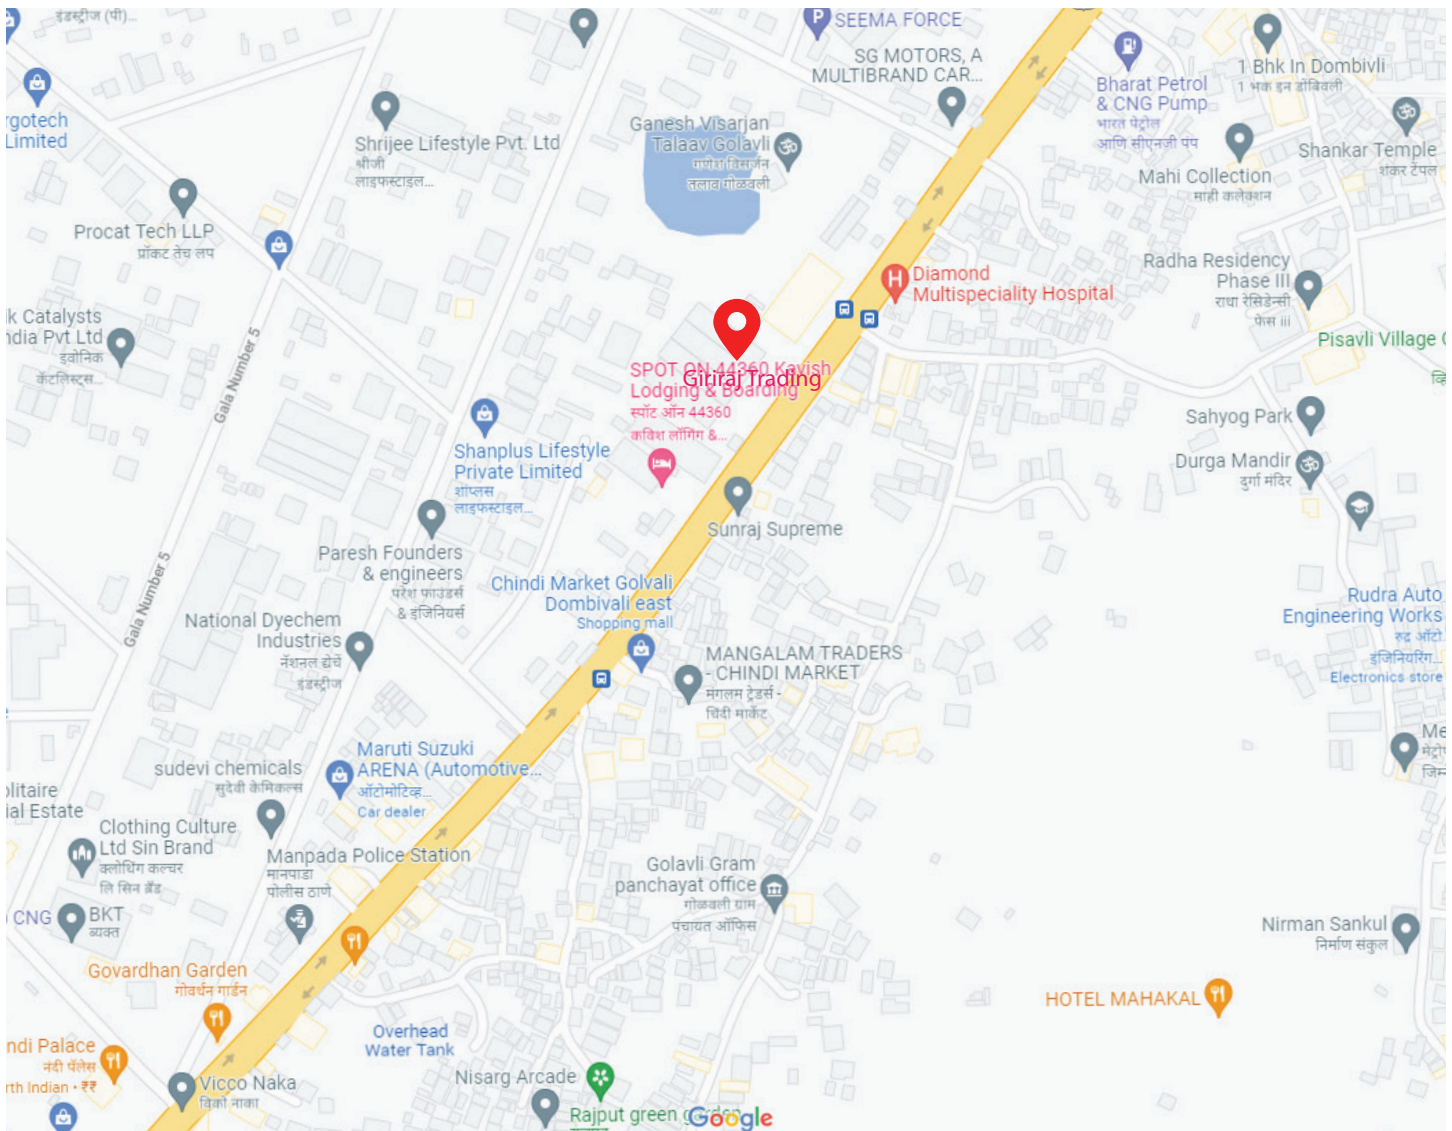 इंडस्ट्रीज (पी)...
SEEMA FORCE
SG MOTORS, A
MULTIBRAND CAR...
Bharat Petrol
& CNG Pump
भारत पेट्रोल
आणि सीएनजी पंप
1 Bhk In Dombivli
1 भक इन डोंबिवली
rgotech
Limited
Shrijee Lifestyle Pvt. Ltd
श्रीजी
लाइफस्टाइल...
Ganesh Visarjan
Talaav Golavli
गणेश विसर्जन
तलाव गोळवली
Mahi Collection
माही कलेक्शन
Shankar Temple
शंकर टेंपल
Procat Tech LLP
प्रॉकट तेच लप
Diamond
Multispeciality Hospital
Radha Residency
Phase III
राधा रेसिडेन्सी
फेस iii
ik Catalysts
ndia Pvt Ltd
इवोनिक
कॅटलिस्ट्स...
Gala Number 5
Pisavli Village
SPOT ON 44360 Kavish
Lodging & Boarding
स्पॉट ऑन 44360
कविश लॉगिंग &...
Giriraj Trading
Sahyog Park
Durga Mandir
दुर्गा मंदिर
Shanplus Lifestyle
Private Limited
शांप्लस
लाइफस्टाइल...
Sunraj Supreme
Paresh Founders
& engineers
परेश फाउंडर्स
& इंजिनियर्स
Gala Number 5
Chindi Market Golvali
Dombivali east
Shopping mall
Rudra Auto
Engineering Works
रुद्र ऑटो
इंजिनियरिंग...
Electronics store
National Dyechem
Industries
नॅशनल द्येचें
इंडस्ट्रीज
MANGALAM TRADERS
- CHINDI MARKET
मंगलम ट्रेडर्स -
चिंदी मार्केट
Maruti Suzuki
ARENA (Automotive...
ऑटोमोटिव्ह...
Car dealer
sudevi chemicals
सुदेवी केमिकल्स
olitaire
ial Estate
Clothing Culture
Ltd Sin Brand
क्लोथिंग कल्चर
लि सिन ब्रँड
Manpada Police Station
मानपाडा
पोलीस ठाणे
Golavli Gram
panchayat office
गोळवली ग्राम
पंचायत ऑफिस
CNG
BKT
ब्यक्त
Nirman Sankul
निर्माण संकुल
Govardhan Garden
गोवर्धन गार्डन
HOTEL MAHAKAL
Overhead
Water Tank
ndi Palace
नंदी पॅलेस
rth Indian • ₹₹
Vicco Naka
विको नाका
Nisarg Arcade
Rajput green garden
Google